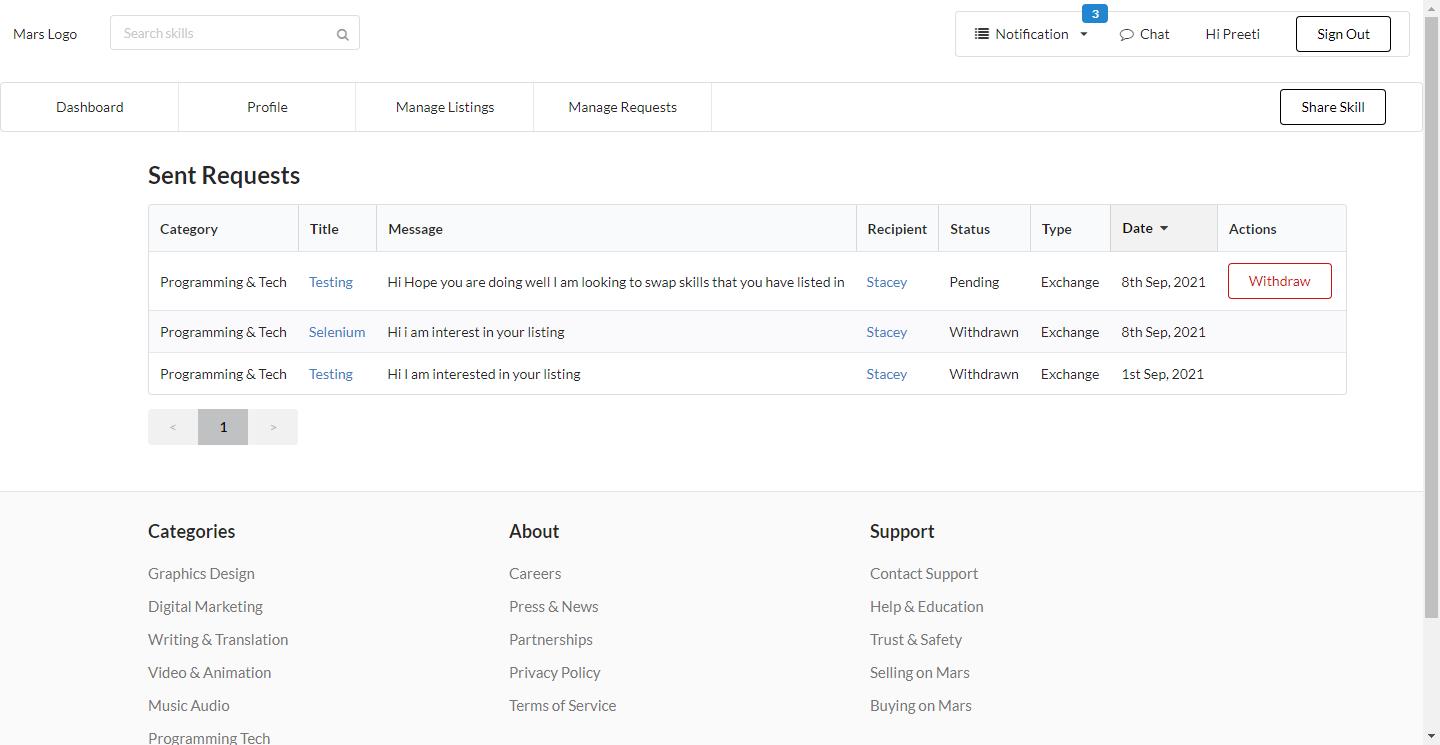 3
Mars Logo Search skills Notification Chat Hi Preeti Sign Out
Dashboard Profile Manage Listings Manage Requests Share Skill
Sent Requests
Category Title Message Recipient Status Type Date Actions
Programming & Tech Testing Hi Hope you are doing well I am looking to swap skills that you have listed in Stacey Pending Exchange 8th Sep, 2021 Withdraw
Programming & Tech Selenium Hi i am interest in your listing Stacey Withdrawn Exchange 8th Sep, 2021
Programming & Tech Testing Hi I am interested in your listing Stacey Withdrawn Exchange 1st Sep, 2021
< 1 >
Categories About Support
Graphics Design Careers Contact Support
Digital Marketing Press & News Help & Education
Writing & Translation Partnerships Trust & Safety
Video & Animation Privacy Policy Selling on Mars
Music Audio Terms of Service Buying on Mars
Programming Tech